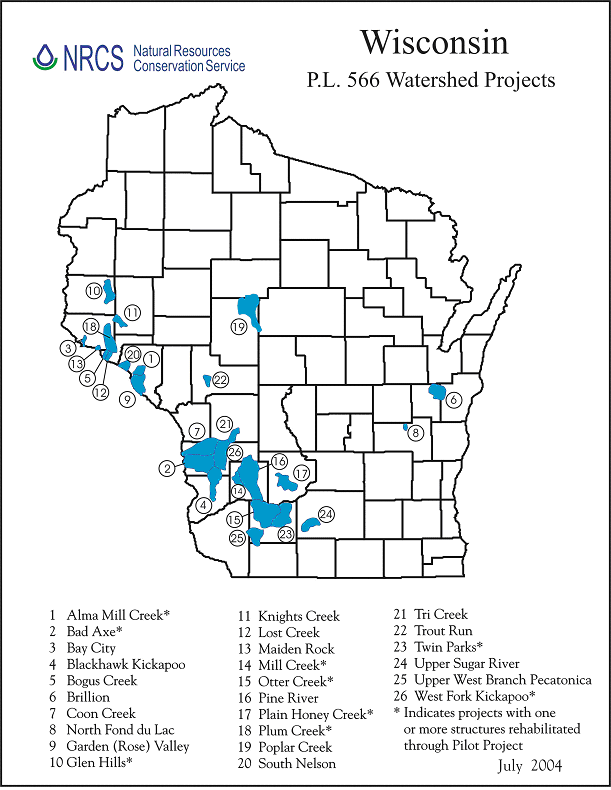 NRCS Natural Resources
Conservation Service
Wisconsin
P.L. 566 Watershed Projects
10
11
18
3
13
5
12
20
1
9
19
22
6
8
7
21
26
2
16
17
14
4
15
24
25
23
1 Alma Mill Creek*
2 Bad Axe*
3 Bay City
4 Blackhawk Kickapoo
5 Bogus Creek
6 Brillion
7 Coon Creek
8 North Fond du Lac
9 Garden (Rose) Valley
10 Glen Hills*
11 Knights Creek
12 Lost Creek
13 Maiden Rock
14 Mill Creek*
15 Otter Creek*
16 Pine River
17 Plain Honey Creek*
18 Plum Creek*
19 Poplar Creek
20 South Nelson
21 Tri Creek
22 Trout Run
23 Twin Parks*
24 Upper Sugar River
25 Upper West Branch Pecatonica
26 West Fork Kickapoo*
* Indicates projects with one
or more structures rehabilitated
through Pilot Project
July 2004